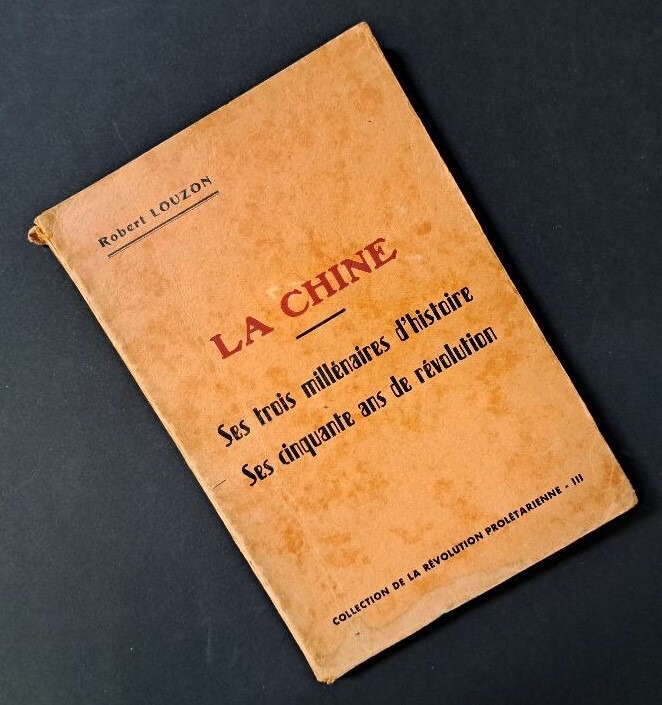 Robert LOUZON
LA CHINE
Ses trois millénaires d'histoire
Ses cinquante ans de révolution
COLLECTION DE LA RÉVOLUTION PROLÉTARIENNE - III